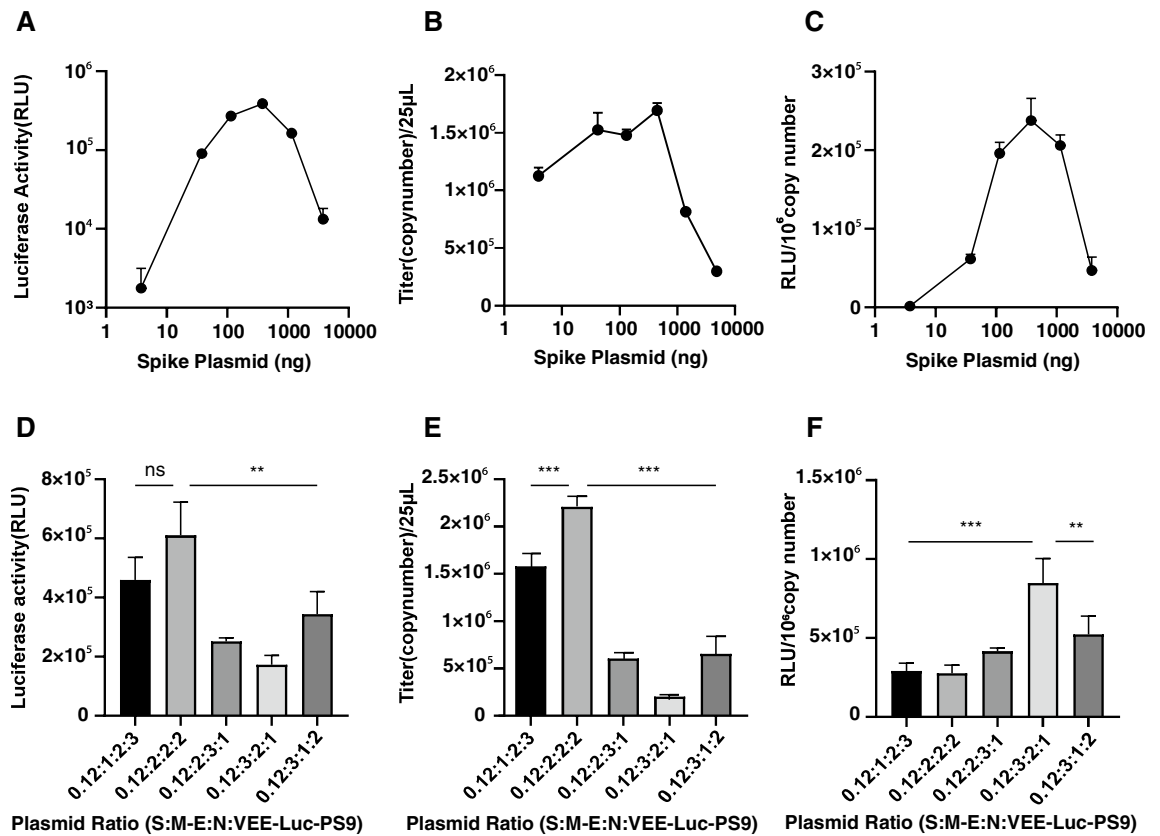 A
Luciferase Activity(RLU)
10⁶
10⁵
10⁴
10³
1 10 100 1000 10000
Spike Plasmid (ng)
B
Titer(copynumber)/25µL
2×10⁶
1.5×10⁶
1×10⁶
5×10⁵
0
1 10 100 1000 10000
Spike Plasmid (ng)
C
RLU/10⁶copy number
3×10⁵
2×10⁵
1×10⁵
0
1 10 100 1000 10000
Spike Plasmid (ng)
D
Luciferase activity(RLU)
8×10⁵
6×10⁵
4×10⁵
2×10⁵
0
ns
**
0.12:1:2:3
0.12:2:2:2
0.12:2:3:1
0.12:3:2:1
0.12:3:1:2
Plasmid Ratio (S:M-E:N:VEE-Luc-PS9)
E
Titer(copynumber)/25µL
2.5×10⁶
2×10⁶
1.5×10⁶
1×10⁶
5×10⁵
0
***
***
0.12:1:2:3
0.12:2:2:2
0.12:2:3:1
0.12:3:2:1
0.12:3:1:2
Plasmid Ratio (S:M-E:N:VEE-Luc-PS9)
F
RLU/10⁶copy number
1.5×10⁶
1×10⁶
5×10⁵
0
***
**
0.12:1:2:3
0.12:2:2:2
0.12:2:3:1
0.12:3:2:1
0.12:3:1:2